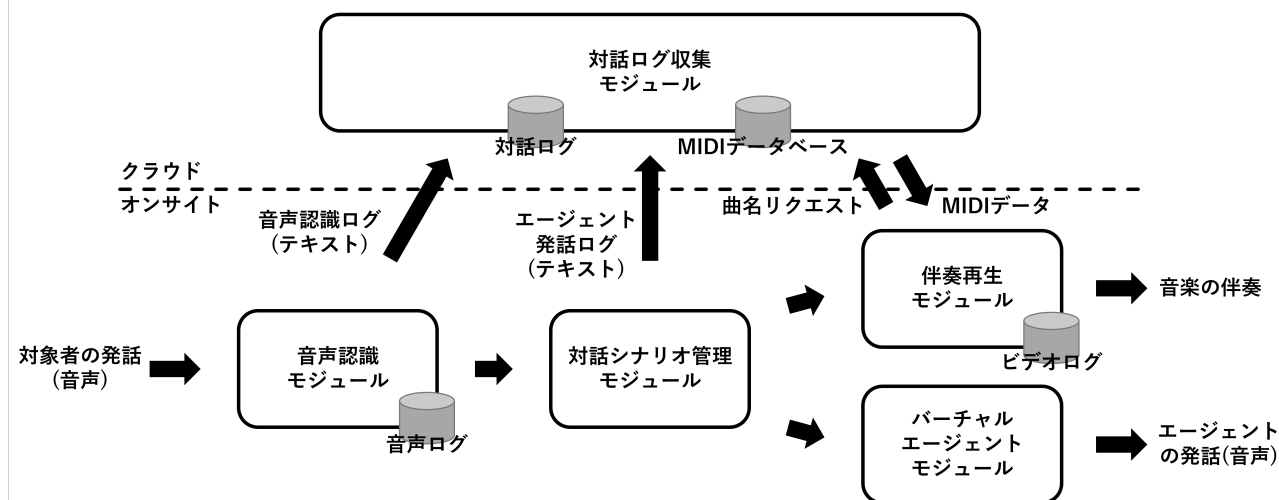 対話ログ収集
モジュール
対話ログ
MIDIデータベース
クラウド
オンサイト
音声認識ログ
(テキスト)
エージェント
発話ログ
(テキスト)
曲名リクエスト
MIDIデータ
伴奏再生
モジュール
音楽の伴奏
ビデオログ
対象者の発話
(音声)
音声認識
モジュール
音声ログ
対話シナリオ管理
モジュール
バーチャル
エージェント
モジュール
エージェント
の発話(音声)